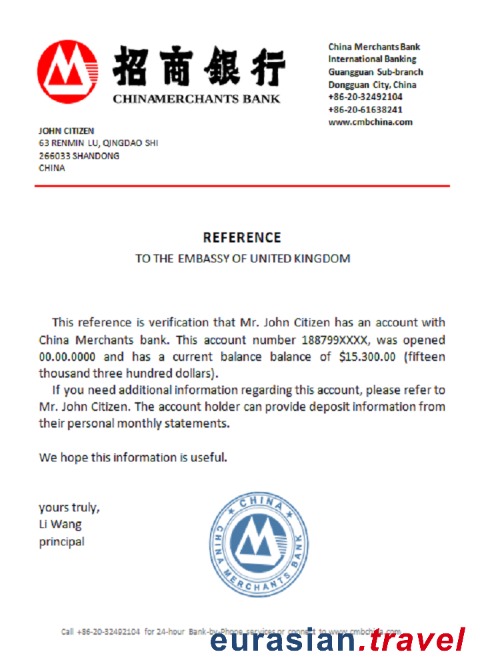 招商銀行
CHINAMERCHANTS BANK
China Merchants Bank
International Banking
Guangguan Sub-branch
Dongguan City, China
+86-20-32492104
+86-20-61638241
www.cmbchina.com
JOHN CITIZEN
63 RENMIN LU, QINGDAO SHI
266033 SHANDONG
CHINA
REFERENCE
TO THE EMBASSY OF UNITED KINGDOM
This reference is verification that Mr. John Citizen has an account with
China Merchants bank. This account number 188799XXXX, was opened
00.00.0000 and has a current balance balance of $15.300.00 (fifteen
thousand three hundred dollars).
If you need additional information regarding this account, please refer to
Mr. John Citizen. The account holder can provide deposit information from
their personal monthly statements.
We hope this information is useful.
yours truly,
Li Wang
principal
CHINA
CHINA MERCHANTS BANK
Call +86-20-32492104 for 24-hour Bank-by-Phone services or connect to www.cmbchina.com
eurasian.travel